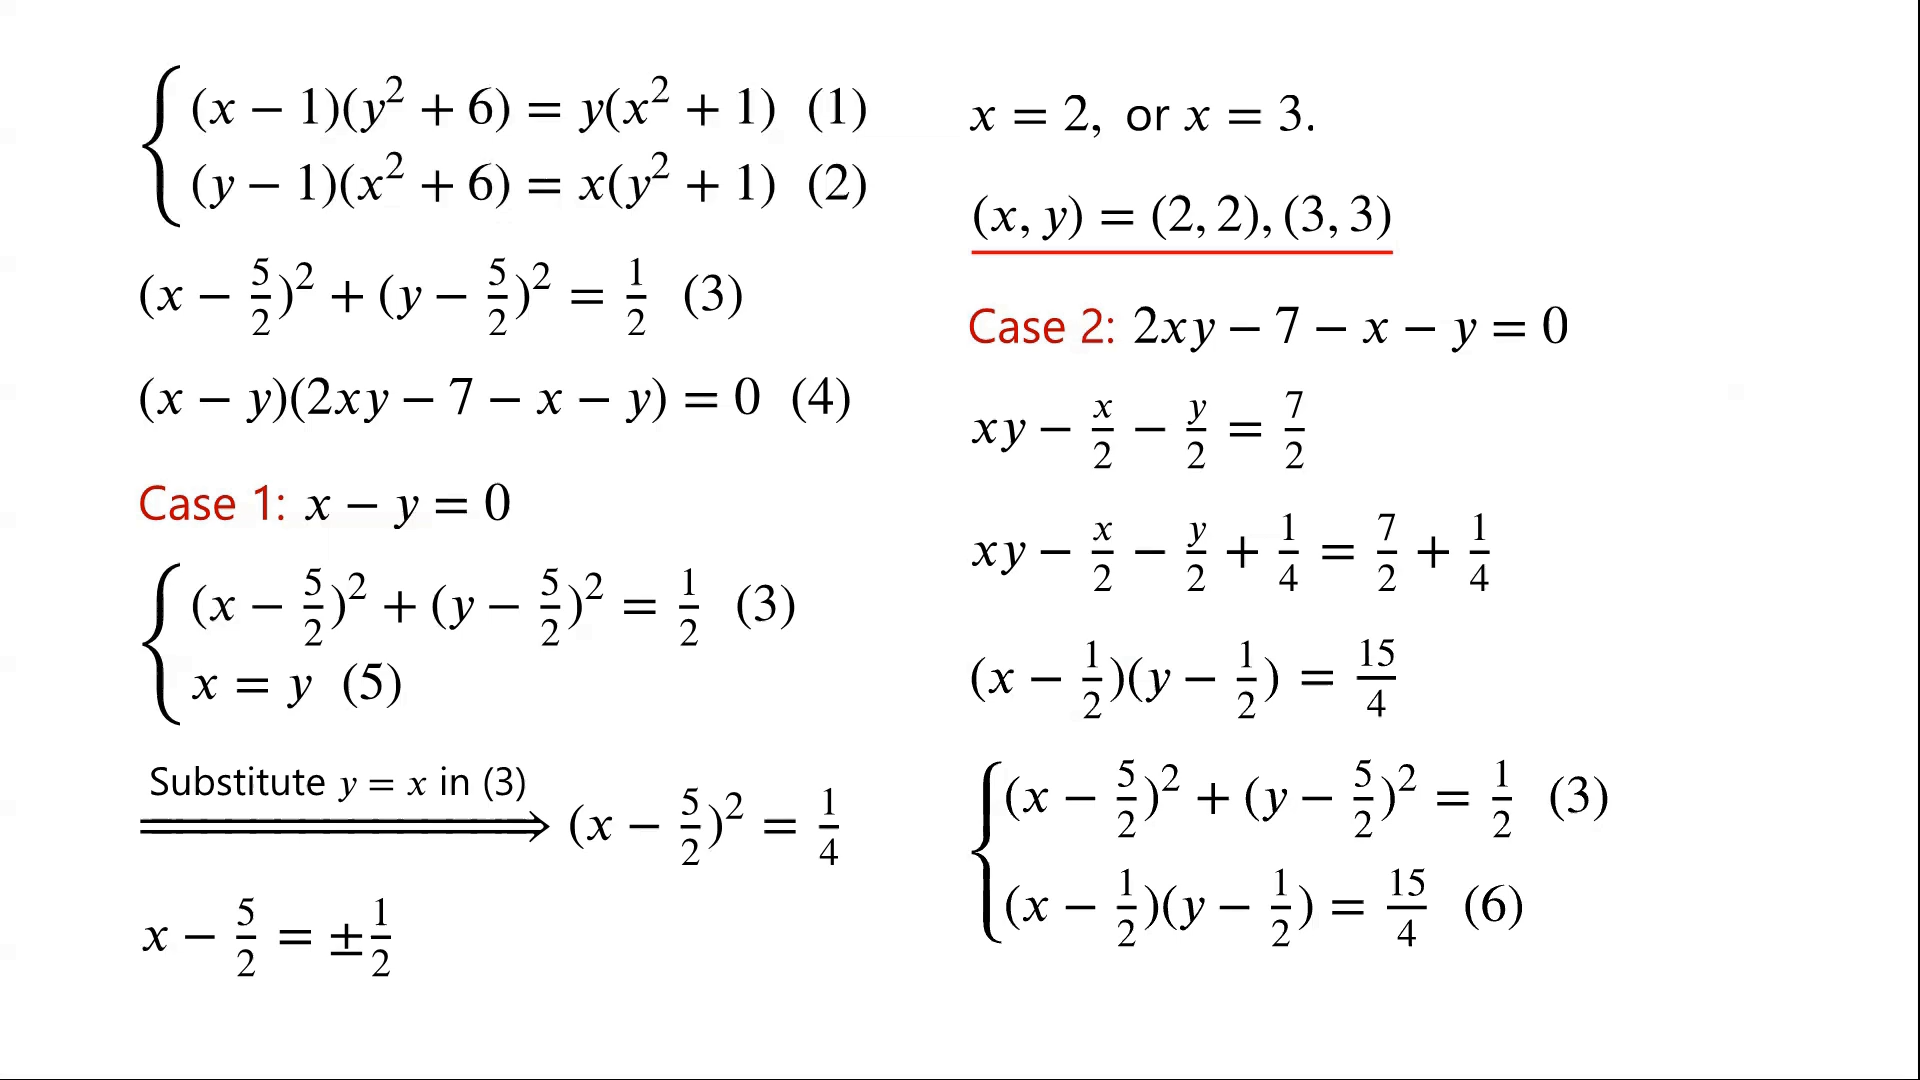 (x − 1)(y² + 6) = y(x² + 1) (1)
(y − 1)(x² + 6) = x(y² + 1) (2)
(x − 5/2)² + (y − 5/2)² = 1/2 (3)
(x − y)(2xy − 7 − x − y) = 0 (4)
Case 1: x − y = 0
(x − 5/2)² + (y − 5/2)² = 1/2 (3)
x = y (5)
Substitute y = x in (3)
⟹ (x − 5/2)² = 1/4
x − 5/2 = ±1/2
x = 2, or x = 3.
(x, y) = (2, 2), (3, 3)
Case 2: 2xy − 7 − x − y = 0
xy − x/2 − y/2 = 7/2
xy − x/2 − y/2 + 1/4 = 7/2 + 1/4
(x − 1/2)(y − 1/2) = 15/4
(x − 5/2)² + (y − 5/2)² = 1/2 (3)
(x − 1/2)(y − 1/2) = 15/4 (6)